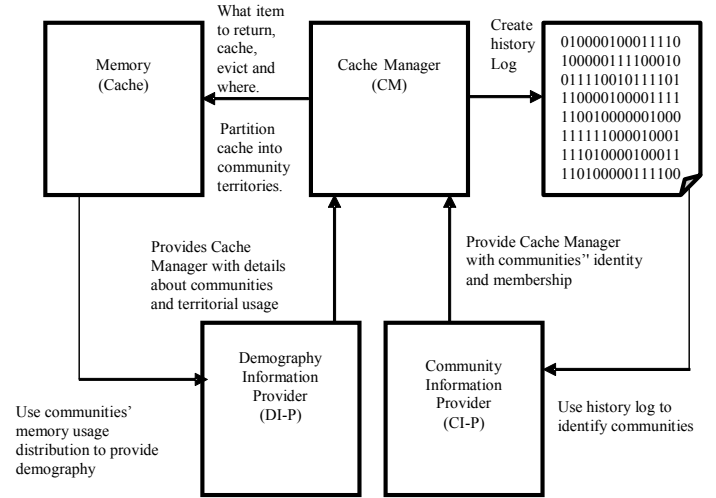 What item
to return,
cache,
evict and
where.
Partition
cache into
community
territories.
Memory
(Cache)
Cache Manager
(CM)
Create
history
Log
010000100011110
100000111100010
011110010111101
110000100001111
110010000001000
111111000010001
111010000100011
110100000111100
Provides Cache
Manager with details
about communities
and territorial usage
Provide Cache Manager
with communities'' identity
and membership
Demography
Information
Provider
(DI-P)
Community
Information
Provider
(CI-P)
Use communities’
memory usage
distribution to provide
demography
Use history log to
identify communities